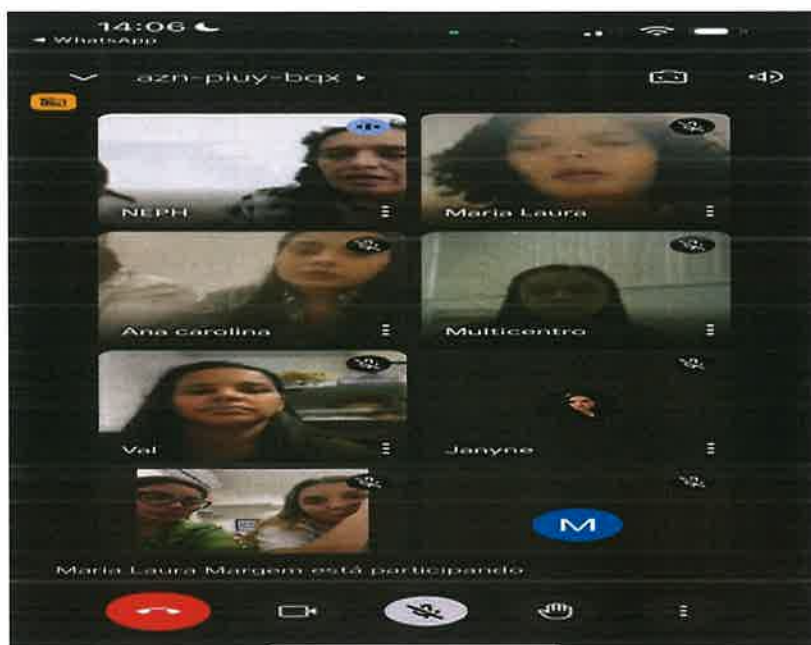 14:06
◄ WhatsApp
azn-piuy-bqx ▸
NEPH
Maria Laura
Ana carolina
Multicentro
Val
Janyne
M
Maria Laura Margem está participando